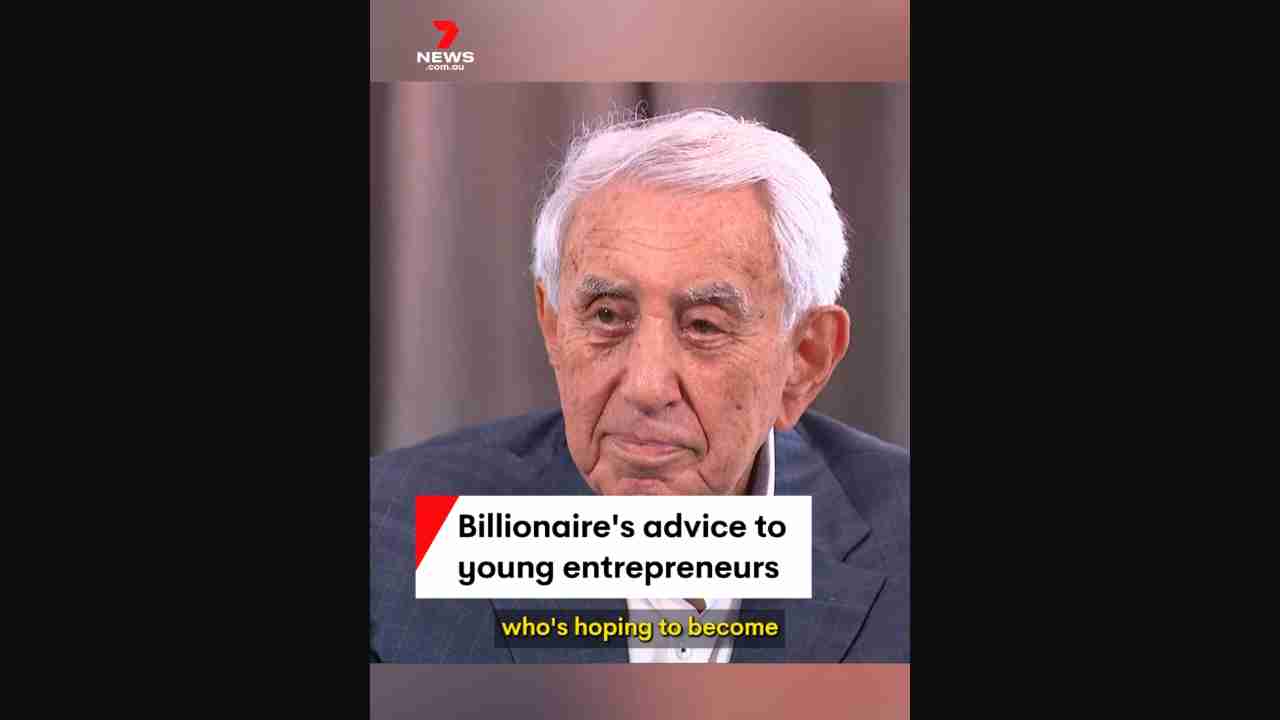 7
NEWS
.com.au
Billionaire's advice to
young entrepreneurs
who's hoping to become